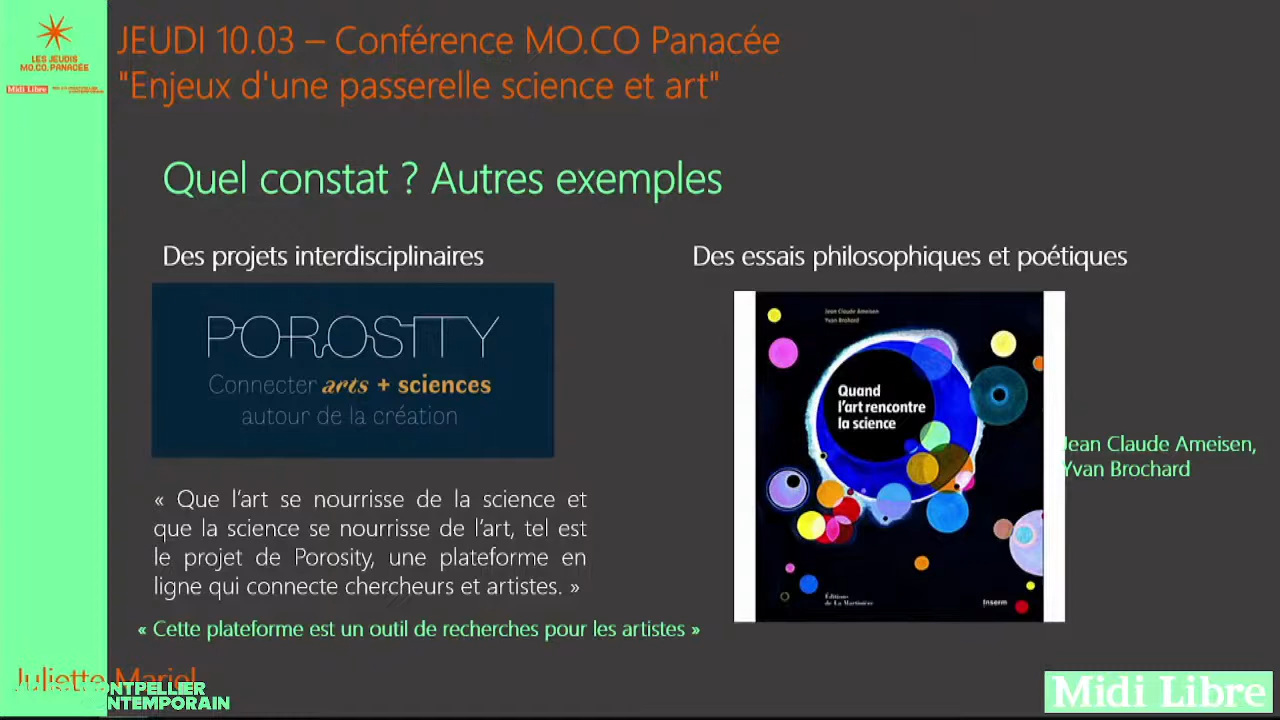 LES JEUDIS
MO.CO.PANACÉE
Midi Libre
JEUDI 10.03 – Conférence MO.CO Panacée
"Enjeux d'une passerelle science et art"
Quel constat ? Autres exemples
Des projets interdisciplinaires
POROSITY
Connecter arts + sciences
autour de la création
« Que l'art se nourrisse de la science et
que la science se nourrisse de l'art, tel est
le projet de Porosity, une plateforme en
ligne qui connecte chercheurs et artistes. »
« Cette plateforme est un outil de recherches pour les artistes »
Des essais philosophiques et poétiques
Jean Claude Ameisen
Yvan Brohard
Quand
l'art rencontre
la science
Éditions
de La Martinière
Inserm
Jean Claude Ameisen,
Yvan Brochard
Juliette Mariel
MONTPELLIER
CONTEMPORAIN
Midi Libre